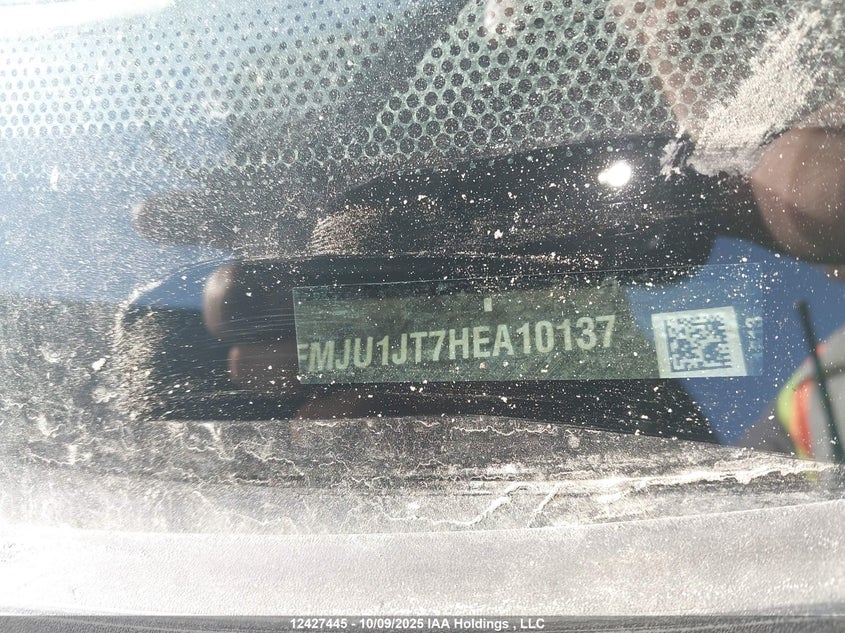 FMJU1JT7HEA10137
12427445 - 10/09/2025 IAA Holdings , LLC